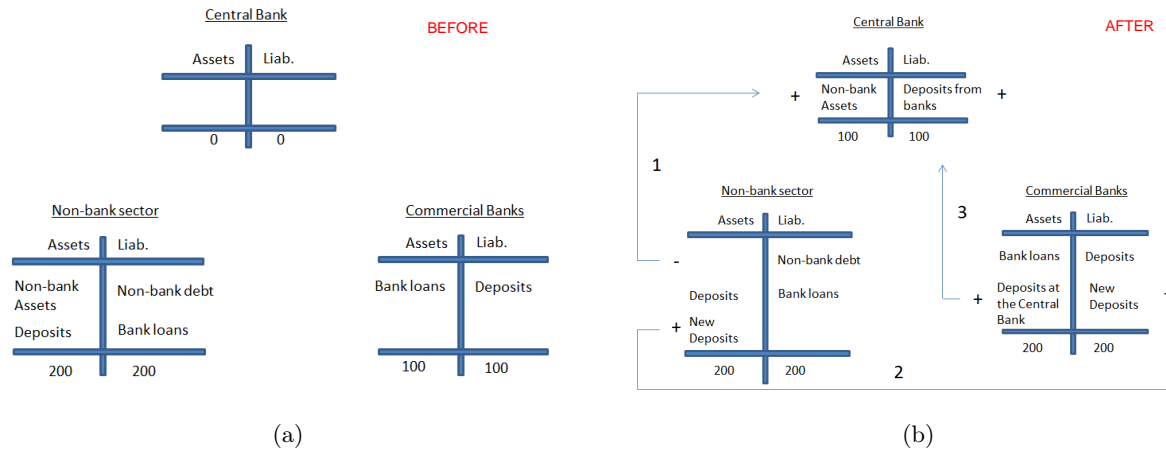 Central Bank
BEFORE
Assets Liab.
0 0
Non-bank sector
Assets Liab.
Non-bank
Assets
Non-bank debt
Deposits
Bank loans
200 200
Commercial Banks
Assets Liab.
Bank loans Deposits
100 100
(a)
Central Bank
AFTER
Assets Liab.
+
Non-bank
Assets
Deposits from
banks
+
100 100
1
Non-bank sector
Assets Liab.
-
Non-bank debt
Deposits
Bank loans
+
New
Deposits
200 200
2
3
Commercial Banks
Assets Liab.
Bank loans Deposits
+
Deposits at
the Central
Bank
New
Deposits
200 200
(b)